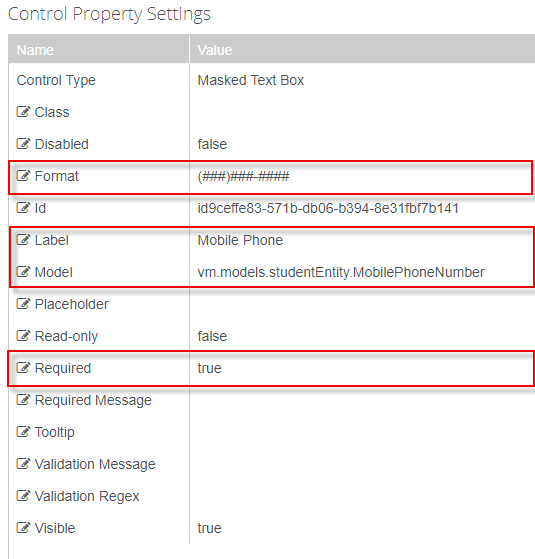 Control Property Settings
Name Value
Control Type Masked Text Box
Class
Disabled false
Format (###)###-####
Id id9ceffe83-571b-db06-b394-8e31fbf7b141
Label Mobile Phone
Model vm.models.studentEntity.MobilePhoneNumber
Placeholder
Read-only false
Required true
Required Message
Tooltip
Validation Message
Validation Regex
Visible true